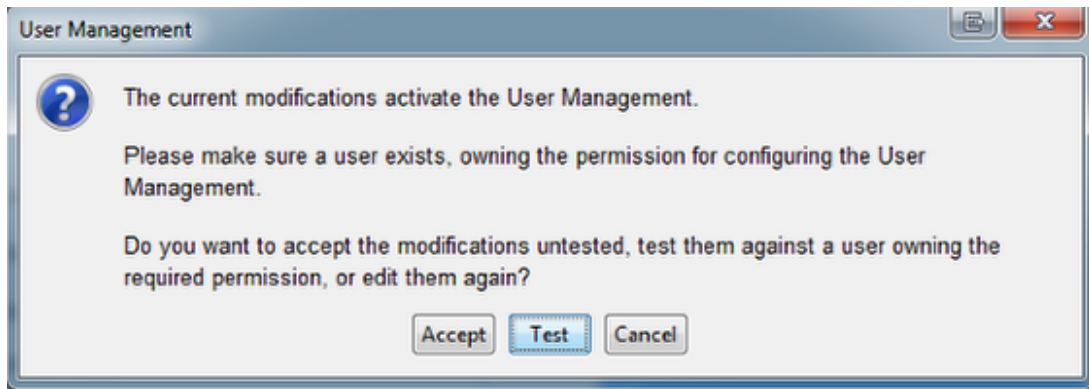 User Management
The current modifications activate the User Management.
Please make sure a user exists, owning the permission for configuring the User
Management.
Do you want to accept the modifications untested, test them against a user owning the
required permission, or edit them again?
Accept Test Cancel